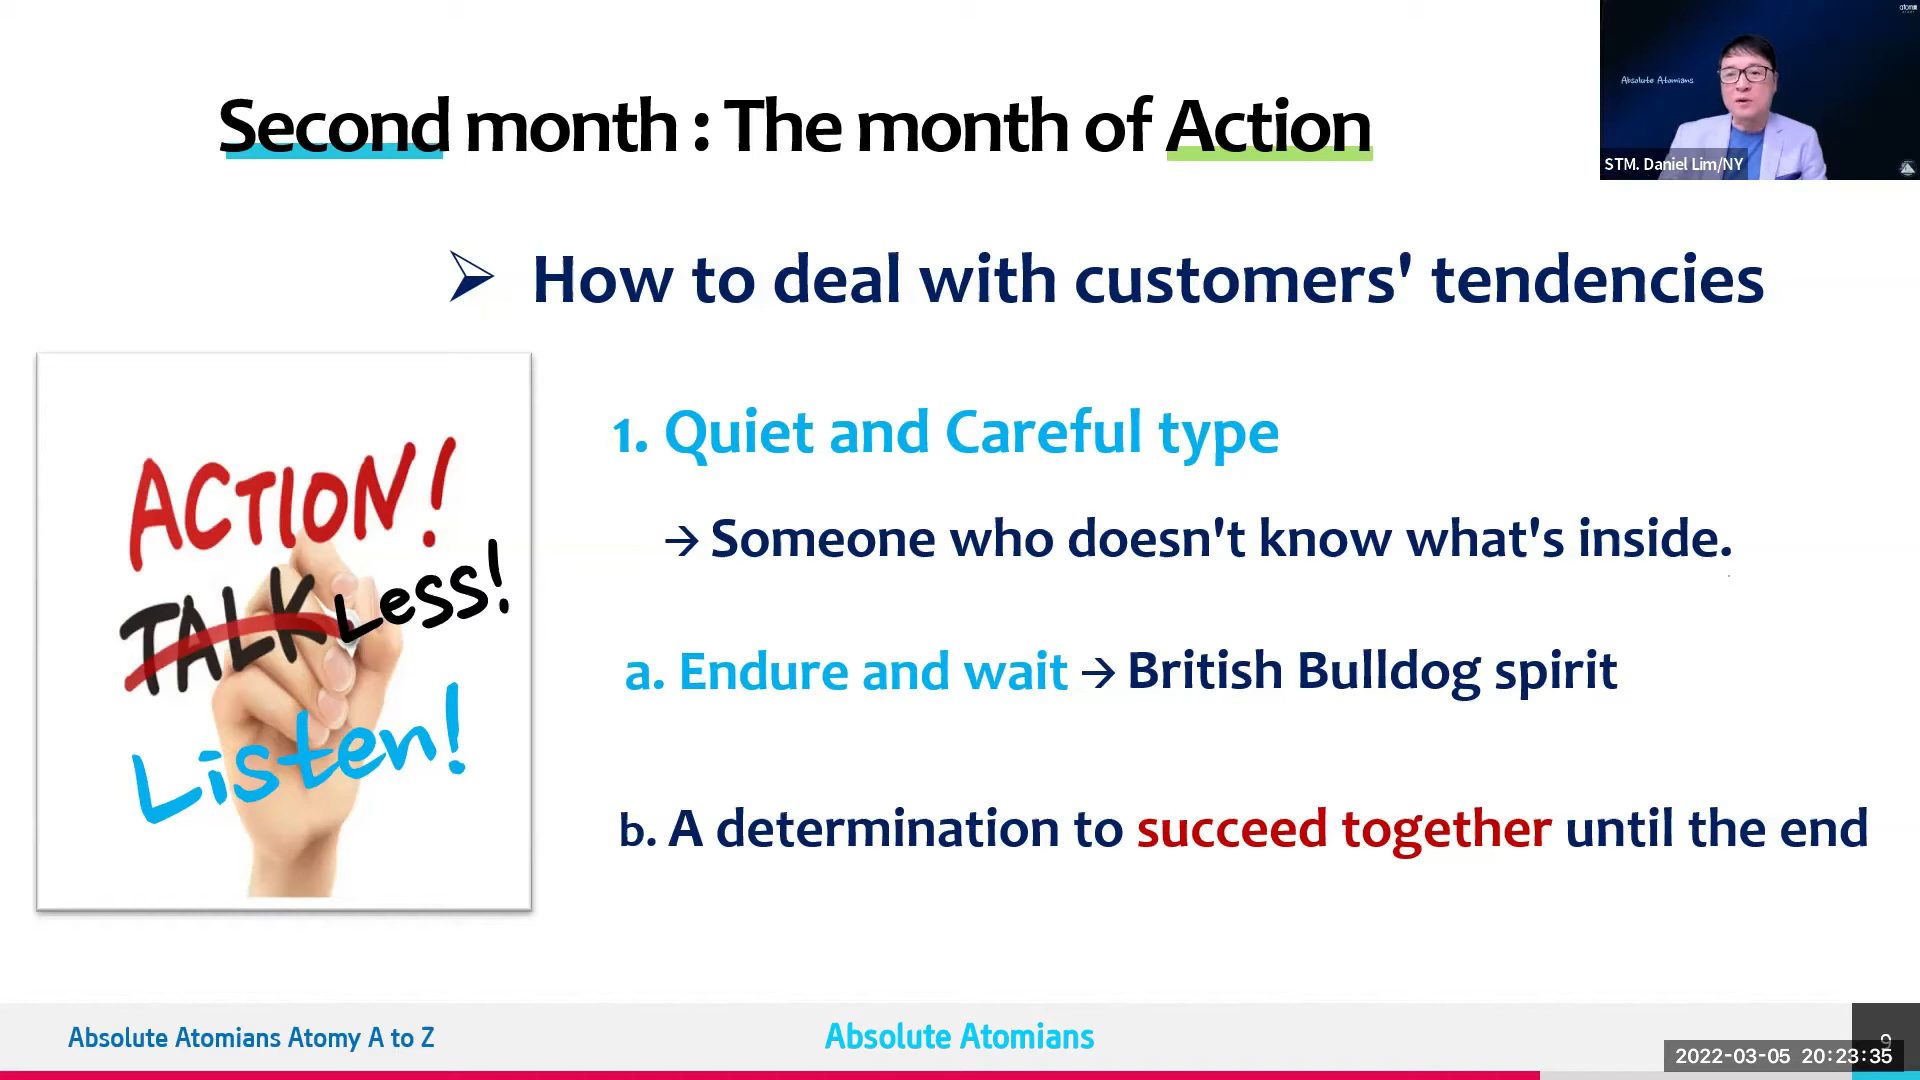 Second month : The month of Action
Absolute Atomians
STM. Daniel Lim/NY
How to deal with customers' tendencies
ACTION!
TALK Less!
Listen!
1. Quiet and Careful type
→ Someone who doesn't know what's inside.
a. Endure and wait → British Bulldog spirit
b. A determination to succeed together until the end
Absolute Atomians Atomy A to Z
Absolute Atomians
9
2022-03-05 20:23:35